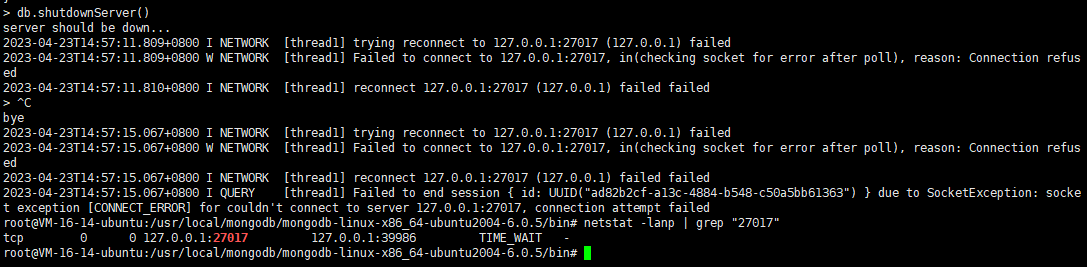 > db.shutdownServer()
server should be down...
2023-04-23T14:57:11.809+0800 I NETWORK  [thread1] trying reconnect to 127.0.0.1:27017 (127.0.0.1) failed
2023-04-23T14:57:11.809+0800 W NETWORK  [thread1] Failed to connect to 127.0.0.1:27017, in(checking socket for error after poll), reason: Connection refus
ed
2023-04-23T14:57:11.810+0800 I NETWORK  [thread1] reconnect 127.0.0.1:27017 (127.0.0.1) failed failed
> ^C
bye
2023-04-23T14:57:15.067+0800 I NETWORK  [thread1] trying reconnect to 127.0.0.1:27017 (127.0.0.1) failed
2023-04-23T14:57:15.067+0800 W NETWORK  [thread1] Failed to connect to 127.0.0.1:27017, in(checking socket for error after poll), reason: Connection refus
ed
2023-04-23T14:57:15.067+0800 I NETWORK  [thread1] reconnect 127.0.0.1:27017 (127.0.0.1) failed failed
2023-04-23T14:57:15.067+0800 I QUERY    [thread1] Failed to end session { id: UUID("ad82b2cf-a13c-4884-b548-c50a5bb61363") } due to SocketException: socke
t exception [CONNECT_ERROR] for couldn't connect to server 127.0.0.1:27017, connection attempt failed
root@VM-16-14-ubuntu:/usr/local/mongodb/mongodb-linux-x86_64-ubuntu2004-6.0.5/bin# netstat -lanp | grep "27017"
tcp        0      0 127.0.0.1:27017         127.0.0.1:39986         TIME_WAIT   -
root@VM-16-14-ubuntu:/usr/local/mongodb/mongodb-linux-x86_64-ubuntu2004-6.0.5/bin#